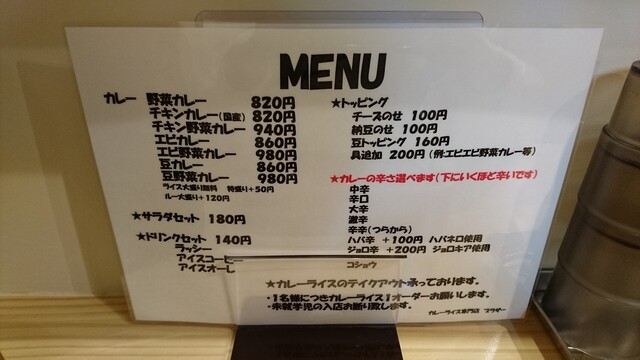 MENU
カレー 野菜カレー 820円
チキンカレー(国産) 820円
チキン野菜カレー 940円
エビカレー 860円
エビ野菜カレー 980円
豆カレー 860円
豆野菜カレー 980円
ライス大盛り無料 特盛り+50円
ルー大盛り+120円
★サラダセット 180円
★ドリンクセット 140円
ラッシー
アイスコーヒー
アイスオーレ
★トッピング
チーズのせ 100円
納豆のせ 100円
豆トッピング 160円
具追加 200円 (例:エビエビ野菜カレー等)
★カレーの辛さ選べます(下にいくほど辛いです)
中辛
辛口
大辛
激辛
辛辛(つらから)
ハバ辛 +100円 ハバネロ使用
ジョロ辛 +200円 ジョロキア使用
コショウ
★カレーライスのテイクアウト承っております。
・1名様につきカレーライス1オーダーお願いします。
・未就学児の入店お断り致します。
カレーライス専門店 ブラザー